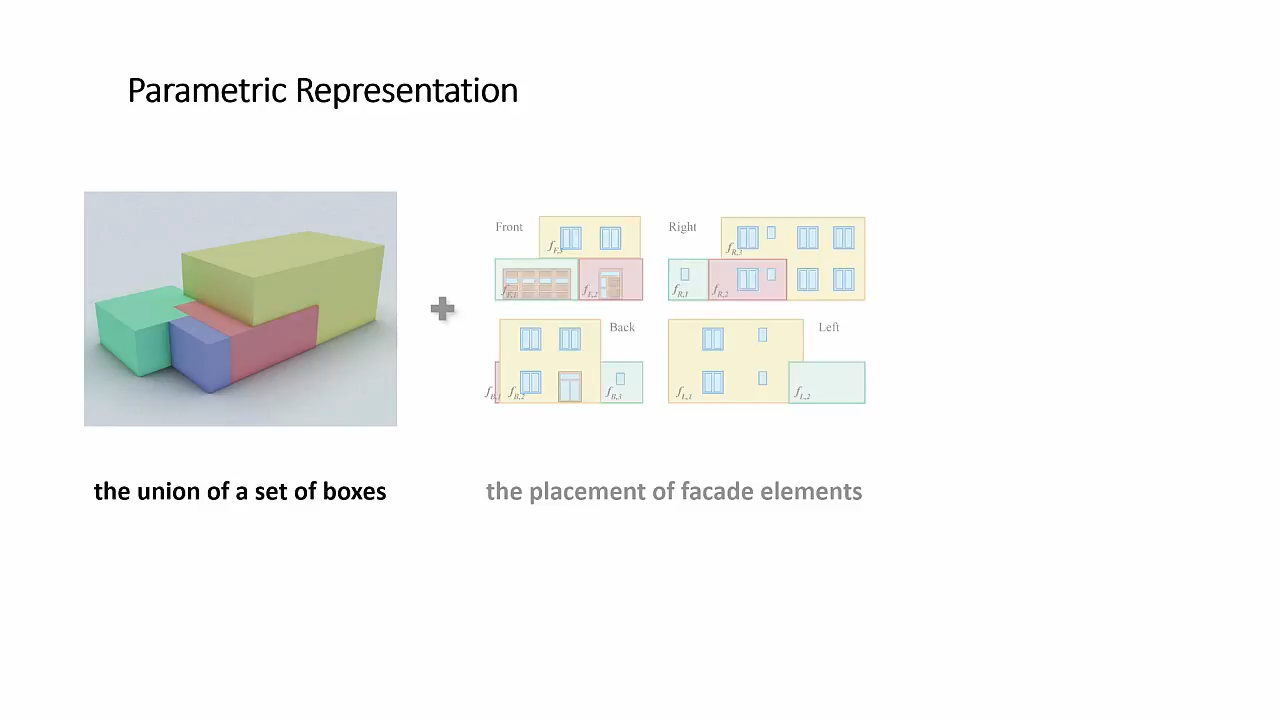 Parametric Representation
Front
Right
f_F,3
f_R,3
f_F,1
f_F,2
f_R,1
f_R,2
Back
Left
f_B,1
f_B,2
f_B,3
f_L,1
f_L,2
the union of a set of boxes
the placement of facade elements